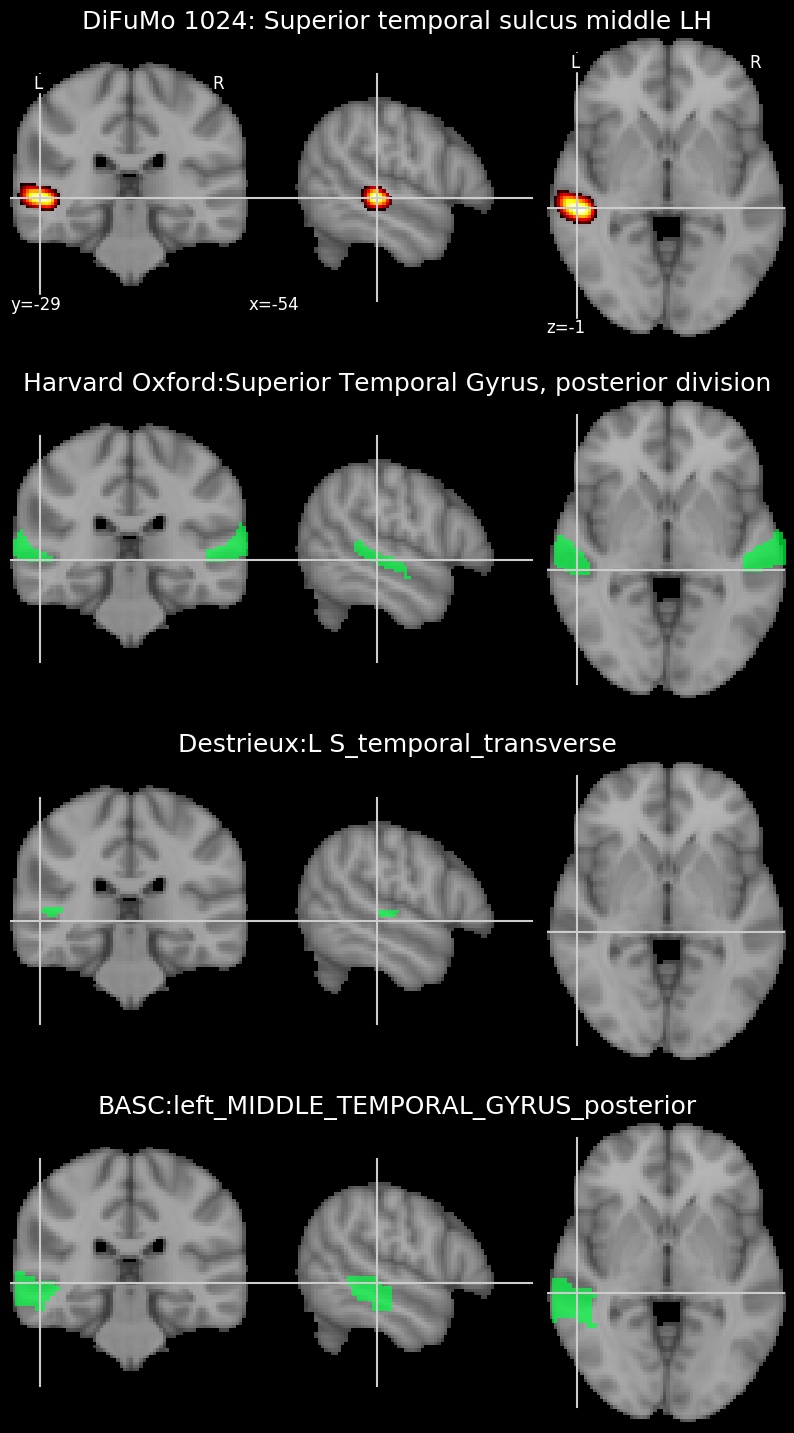 DiFuMo 1024: Superior temporal sulcus middle LH
L R L R
y=-29 x=-54 z=-1
Harvard Oxford:Superior Temporal Gyrus, posterior division
Destrieux:L S_temporal_transverse
BASC:left_MIDDLE_TEMPORAL_GYRUS_posterior